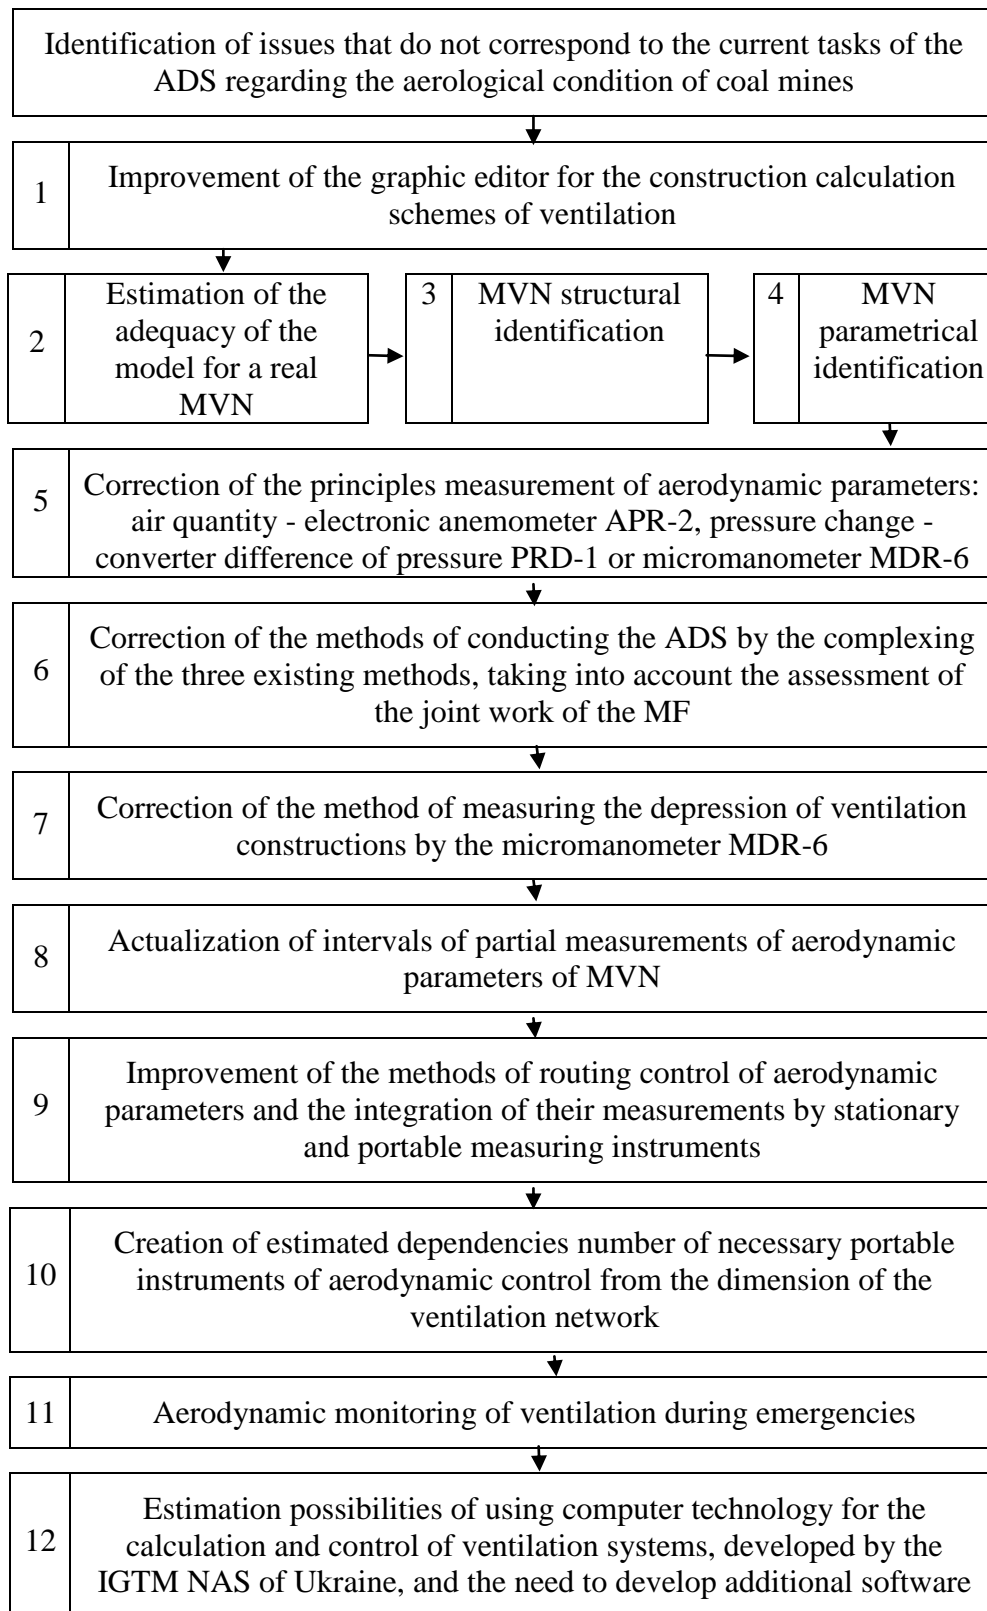 Identification of issues that do not correspond to the current tasks of the
ADS regarding the aerological condition of coal mines
1
Improvement of the graphic editor for the construction calculation
schemes of ventilation
2
Estimation of the
adequacy of the
model for a real
MVN
3
MVN structural
identification
4
MVN
parametrical
identification
5
Correction of the principles measurement of aerodynamic parameters:
air quantity - electronic anemometer APR-2, pressure change -
converter difference of pressure PRD-1 or micromanometer MDR-6
6
Correction of the methods of conducting the ADS by the complexing
of the three existing methods, taking into account the assessment of
the joint work of the MF
7
Correction of the method of measuring the depression of ventilation
constructions by the micromanometer MDR-6
8
Actualization of intervals of partial measurements of aerodynamic
parameters of MVN
9
Improvement of the methods of routing control of aerodynamic
parameters and the integration of their measurements by stationary
and portable measuring instruments
10
Creation of estimated dependencies number of necessary portable
instruments of aerodynamic control from the dimension of the
ventilation network
11
Aerodynamic monitoring of ventilation during emergencies
12
Estimation possibilities of using computer technology for the
calculation and control of ventilation systems, developed by the
IGTM NAS of Ukraine, and the need to develop additional software